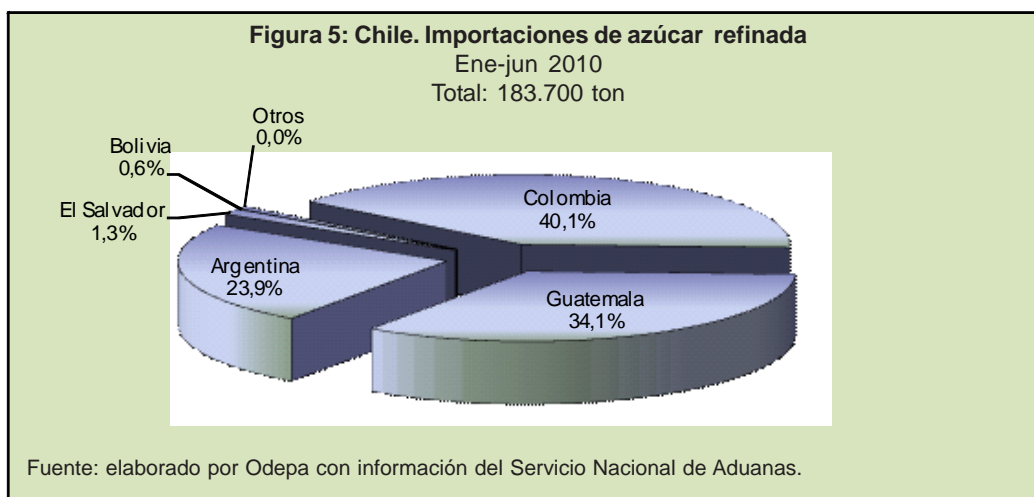 Figura 5: Chile. Importaciones de azúcar refinada
Ene-jun 2010
Total: 183.700 ton
Otros
0,0%
Bolivia
0,6%
El Salvador
1,3%
Colombia
40,1%
Argentina
23,9%
Guatemala
34,1%
Fuente: elaborado por Odepa con información del Servicio Nacional de Aduanas.